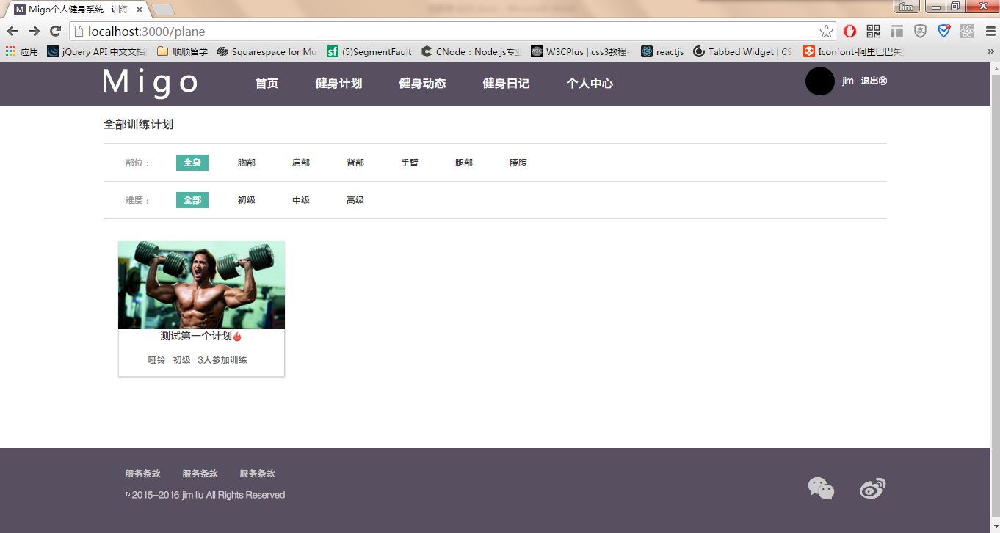 Migo个人健身系统--训练
Jim
localhost:3000/plane
应用 jQuery API 中文文档 顺顺留学 Squarespace for Mu (5)SegmentFault CNode：Node.js专业 W3CPlus | css3教程- reactjs Tabbed Widget | CS Iconfont-阿里巴巴矢 »
Migo 首页 健身计划 健身动态 健身日记 个人中心 jim 退出
全部训练计划
部位： 全身 胸部 肩部 背部 手臂 腿部 腰腹
难度： 全部 初级 中级 高级
测试第一个计划
哑铃 初级 3人参加训练
服务条款 服务条款 服务条款
© 2015-2016 jim liu All Rights Reserved